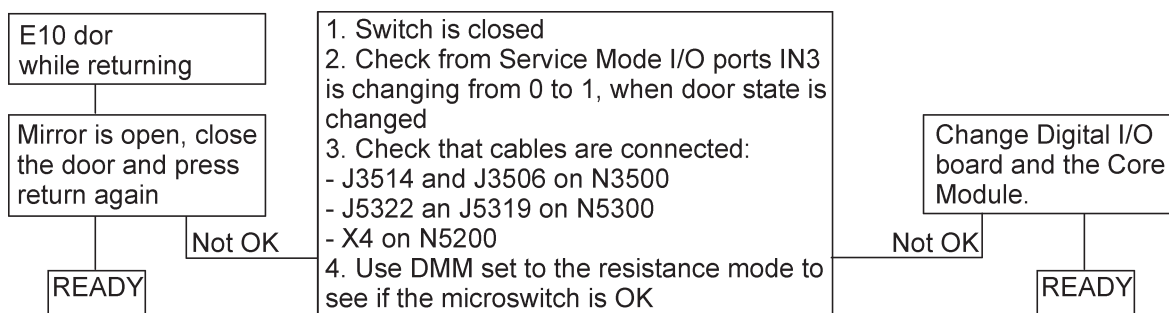 E10 dor
while returning
Mirror is open, close
the door and press
return again
Not OK
READY
1. Switch is closed
2. Check from Service Mode I/O ports IN3
is changing from 0 to 1, when door state is
changed
3. Check that cables are connected:
- J3514 and J3506 on N3500
- J5322 an J5319 on N5300
- X4 on N5200
4. Use DMM set to the resistance mode to
see if the microswitch is OK
Not OK
Change Digital I/O
board and the Core
Module.
READY